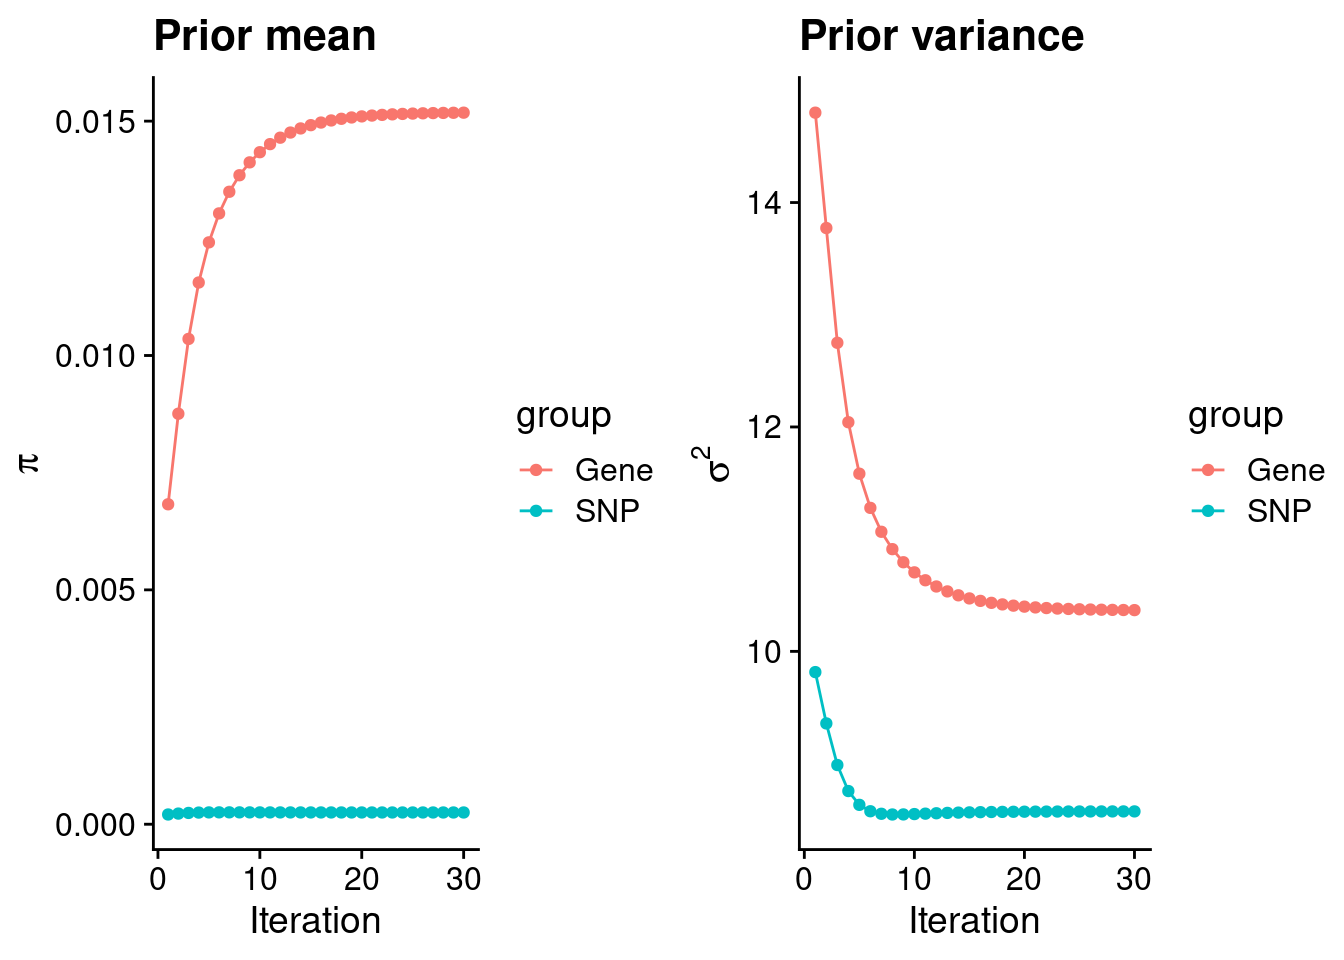 Prior mean
π
0.015
0.010
0.005
0.000
0 10 20 30
Iteration
group
Gene
SNP
Prior variance
σ²
14
12
10
0 10 20 30
Iteration
group
Gene
SNP